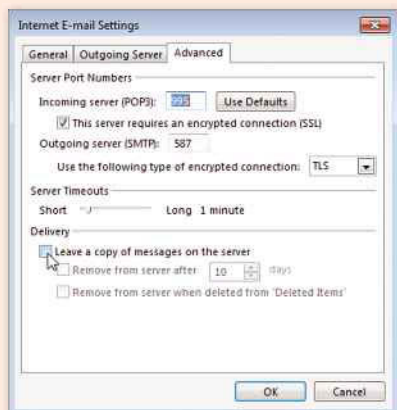 Internet E-mail Settings
General Outgoing Server Advanced
Server Port Numbers
Incoming server (POP3): 995 Use Defaults
This server requires an encrypted connection (SSL)
Outgoing server (SMTP): 587
Use the following type of encrypted connection: TLS
Server Timeouts
Short Long 1 minute
Delivery
Leave a copy of messages on the server
Remove from server after 10 days
Remove from server when deleted from 'Deleted Items'
OK Cancel